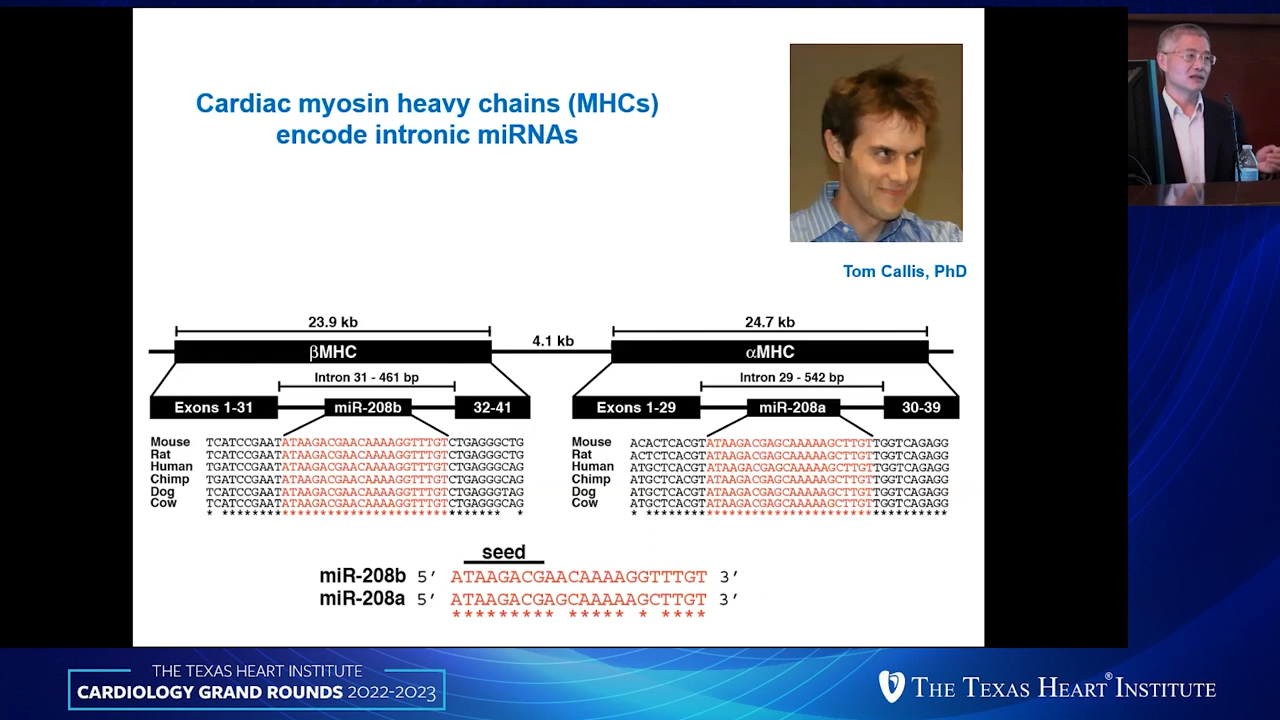 Cardiac myosin heavy chains (MHCs)
encode intronic miRNAs
Tom Callis, PhD
23.9 kb
4.1 kb
24.7 kb
βMHC
αMHC
Intron 31 - 461 bp
Intron 29 - 542 bp
Exons 1-31
miR-208b
32-41
Exons 1-29
miR-208a
30-39
Mouse TCATCCGAATATAAGACGAACAAAAGGTTTGTCTGAGGGCTG
Rat TCATCCGAATATAAGACGAACAAAAGGTTTGTCTGAGGGCTG
Human TGATCCGAATATAAGACGAACAAAAGGTTTGTCTGAGGGCAG
Chimp TGATCCGAATATAAGACGAACAAAAGGTTTGTCTGAGGGCAG
Dog TCATCCGAATATAAGACGAACAAAAGGTTTGTCTGAGGGTAG
Cow TCATCCGAATATAAGACGAACAAAAGGTTTGTCTGAGGGCAG
Mouse ACACTCACGTATAAGACGAGCAAAAAGCTTGTTGGTCAGAGG
Rat ACTCTCACGTATAAGACGAGCAAAAAGCTTGTTGGTCAGAGG
Human ATGCTCACGTATAAGACGAGCAAAAAGCTTGTTGGTCAGAGG
Chimp ATGCTCACGTATAAGACGAGCAAAAAGCTTGTTGGTCAGAGG
Dog ATGCTCACGTATAAGACGAGCAAAAAGCTTGTTGGTCAGAGG
Cow ATGCTCACGTATAAGACGAGCAAAAAGCTTGTTGGTCAGAGG
seed
miR-208b 5′ ATAAGACGAACAAAAGGTTTGT 3′
miR-208a 5′ ATAAGACGAGCAAAAAGCTTGT 3′
********* ***** * ****
THE TEXAS HEART INSTITUTE
CARDIOLOGY GRAND ROUNDS 2022-2023
THE TEXAS HEART® INSTITUTE